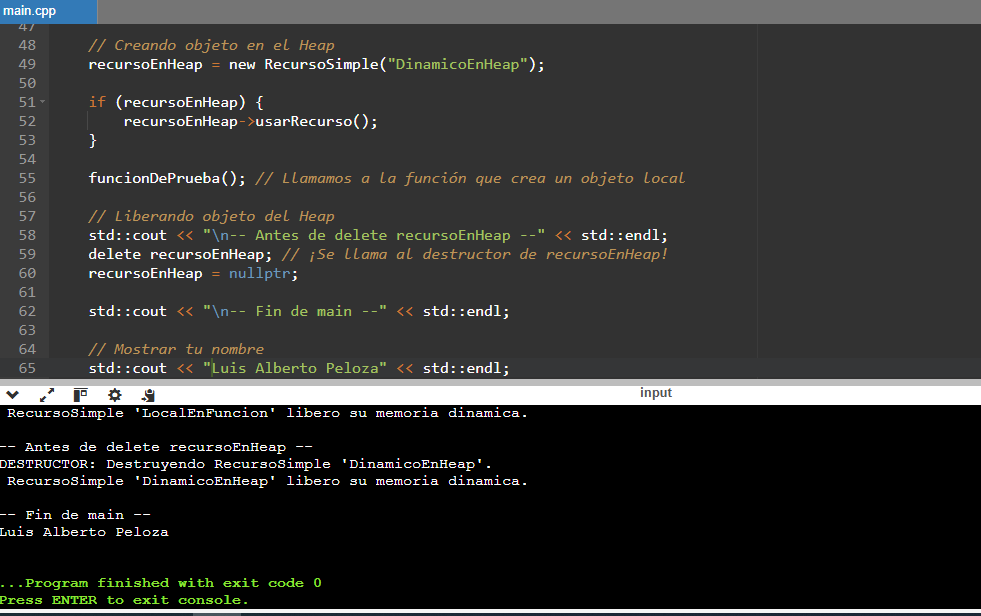 main.cpp
47
48 // Creando objeto en el Heap
49 recursoEnHeap = new RecursoSimple("DinamicoEnHeap");
50
51 if (recursoEnHeap) {
52 recursoEnHeap->usarRecurso();
53 }
54
55 funcionDePrueba(); // Llamamos a la función que crea un objeto local
56
57 // Liberando objeto del Heap
58 std::cout << "\n-- Antes de delete recursoEnHeap --" << std::endl;
59 delete recursoEnHeap; // ¡Se llama al destructor de recursoEnHeap!
60 recursoEnHeap = nullptr;
61
62 std::cout << "\n-- Fin de main --" << std::endl;
63
64 // Mostrar tu nombre
65 std::cout << "Luis Alberto Peloza" << std::endl;
input
RecursoSimple 'LocalEnFuncion' libero su memoria dinamica.
-- Antes de delete recursoEnHeap --
DESTRUCTOR: Destruyendo RecursoSimple 'DinamicoEnHeap'.
RecursoSimple 'DinamicoEnHeap' libero su memoria dinamica.
-- Fin de main --
Luis Alberto Peloza
...Program finished with exit code 0
Press ENTER to exit console.